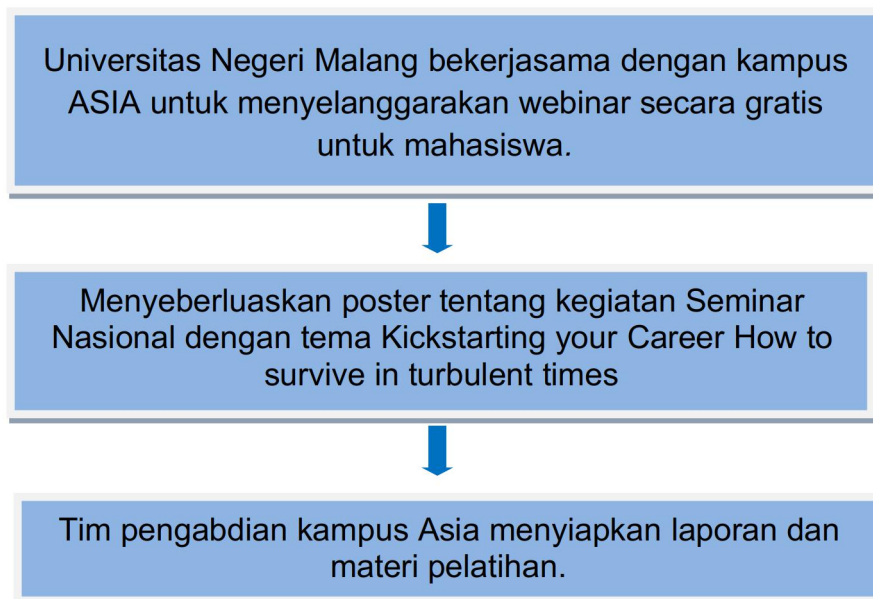 Universitas Negeri Malang bekerjasama dengan kampus
ASIA untuk menyelanggarakan webinar secara gratis
untuk mahasiswa.
Menyeberluaskan poster tentang kegiatan Seminar
Nasional dengan tema Kickstarting your Career How to
survive in turbulent times
Tim pengabdian kampus Asia menyiapkan laporan dan
materi pelatihan.